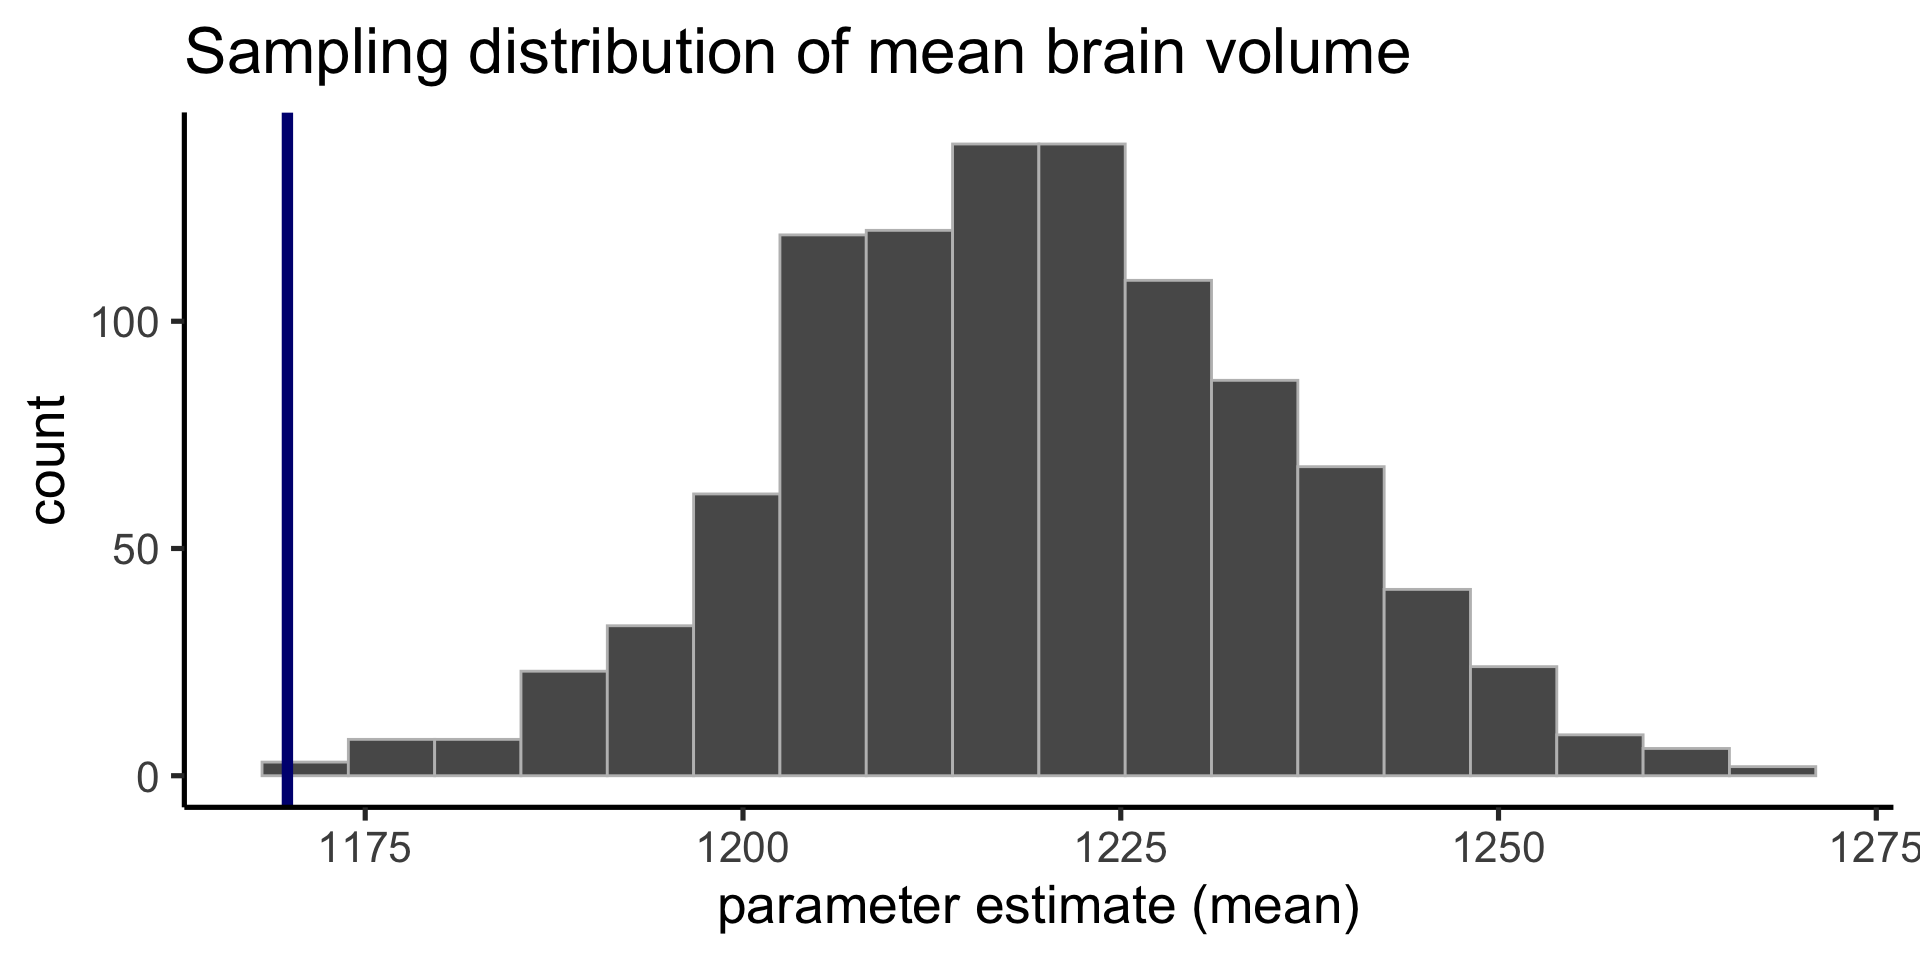 Sampling distribution of mean brain volume
count
100
50
0
1175 1200 1225 1250 1275
parameter estimate (mean)